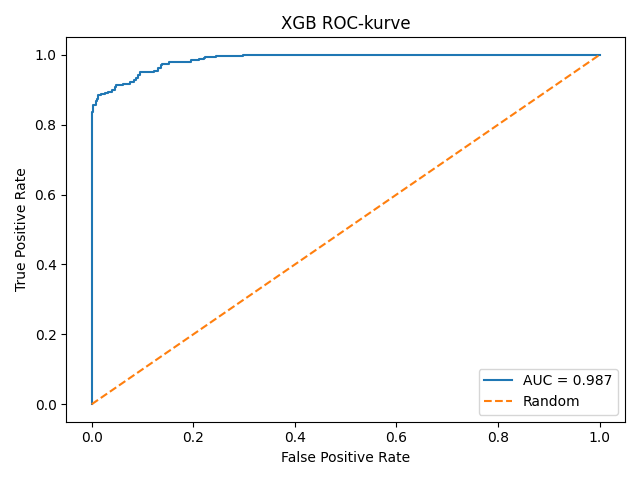 XGB ROC-kurve
True Positive Rate
1.0
0.8
0.6
0.4
0.2
0.0
0.0 0.2 0.4 0.6 0.8 1.0
False Positive Rate
AUC = 0.987
Random